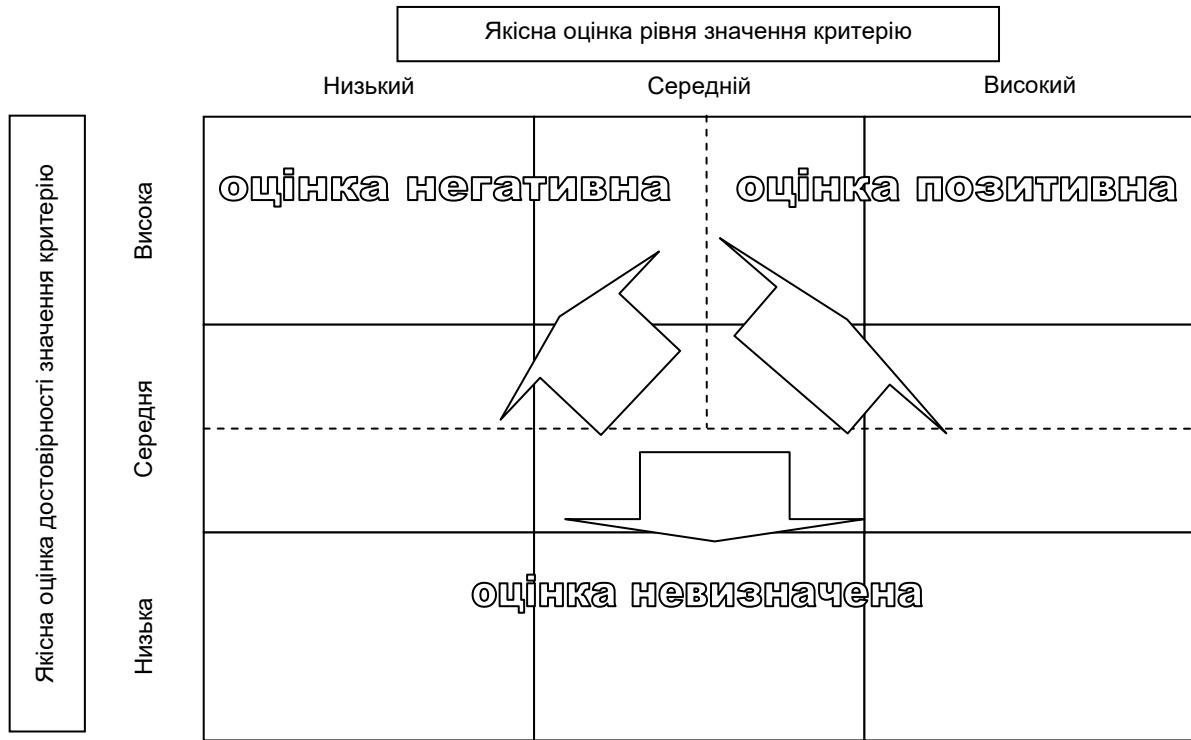 Якісна оцінка рівня значення критерію
Низький
Середній
Високий
Якісна оцінка достовірності значення критерію
Висока
оцінка негативна
оцінка позитивна
Середня
Низька
оцінка невизначена